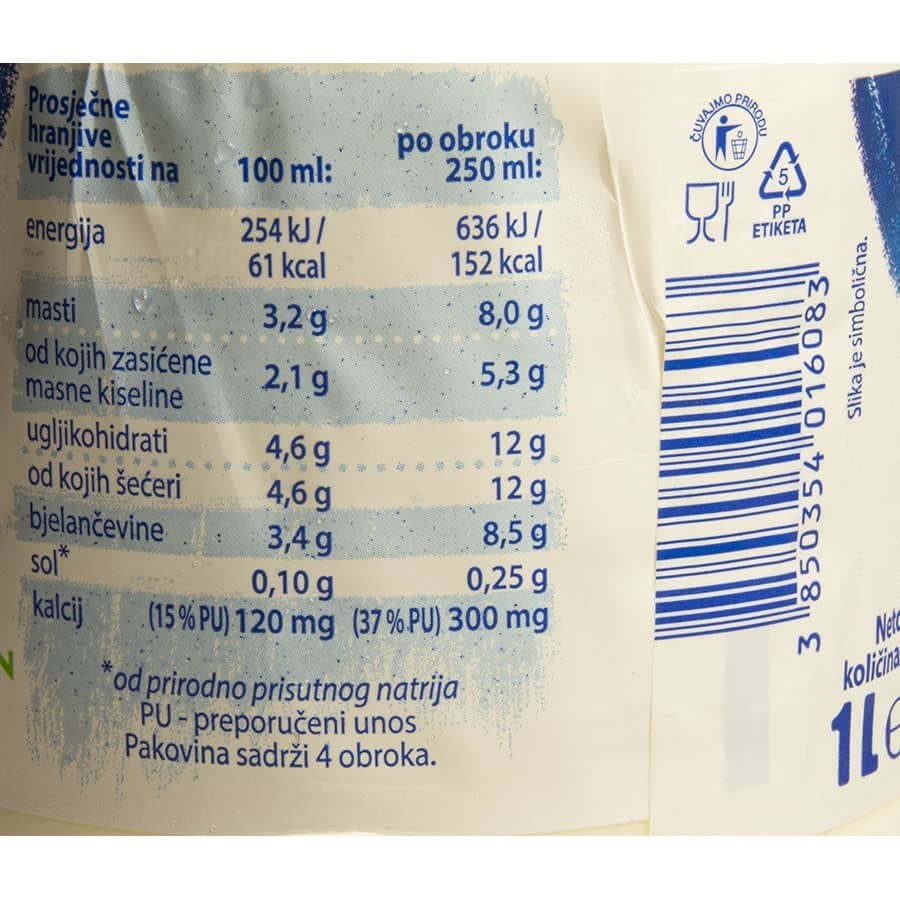 Prosječne
hranjive
vrijednosti na 100 ml: po obroku
250 ml:
energija 254 kJ / 636 kJ /
61 kcal 152 kcal
masti 3,2 g 8,0 g
od kojih zasićene
masne kiseline 2,1 g 5,3 g
ugljikohidrati 4,6 g 12 g
od kojih šećeri 4,6 g 12 g
bjelančevine 3,4 g 8,5 g
sol* 0,10 g 0,25 g
kalcij (15 % PU) 120 mg (37 % PU) 300 mg
*od prirodno prisutnog natrija
PU - preporučeni unos
Pakovina sadrži 4 obroka.
ČUVAJMO PRIRODU
5
PP
ETIKETA
3 850354 016083
Slika je simbolična.
Neto
količina
1L e